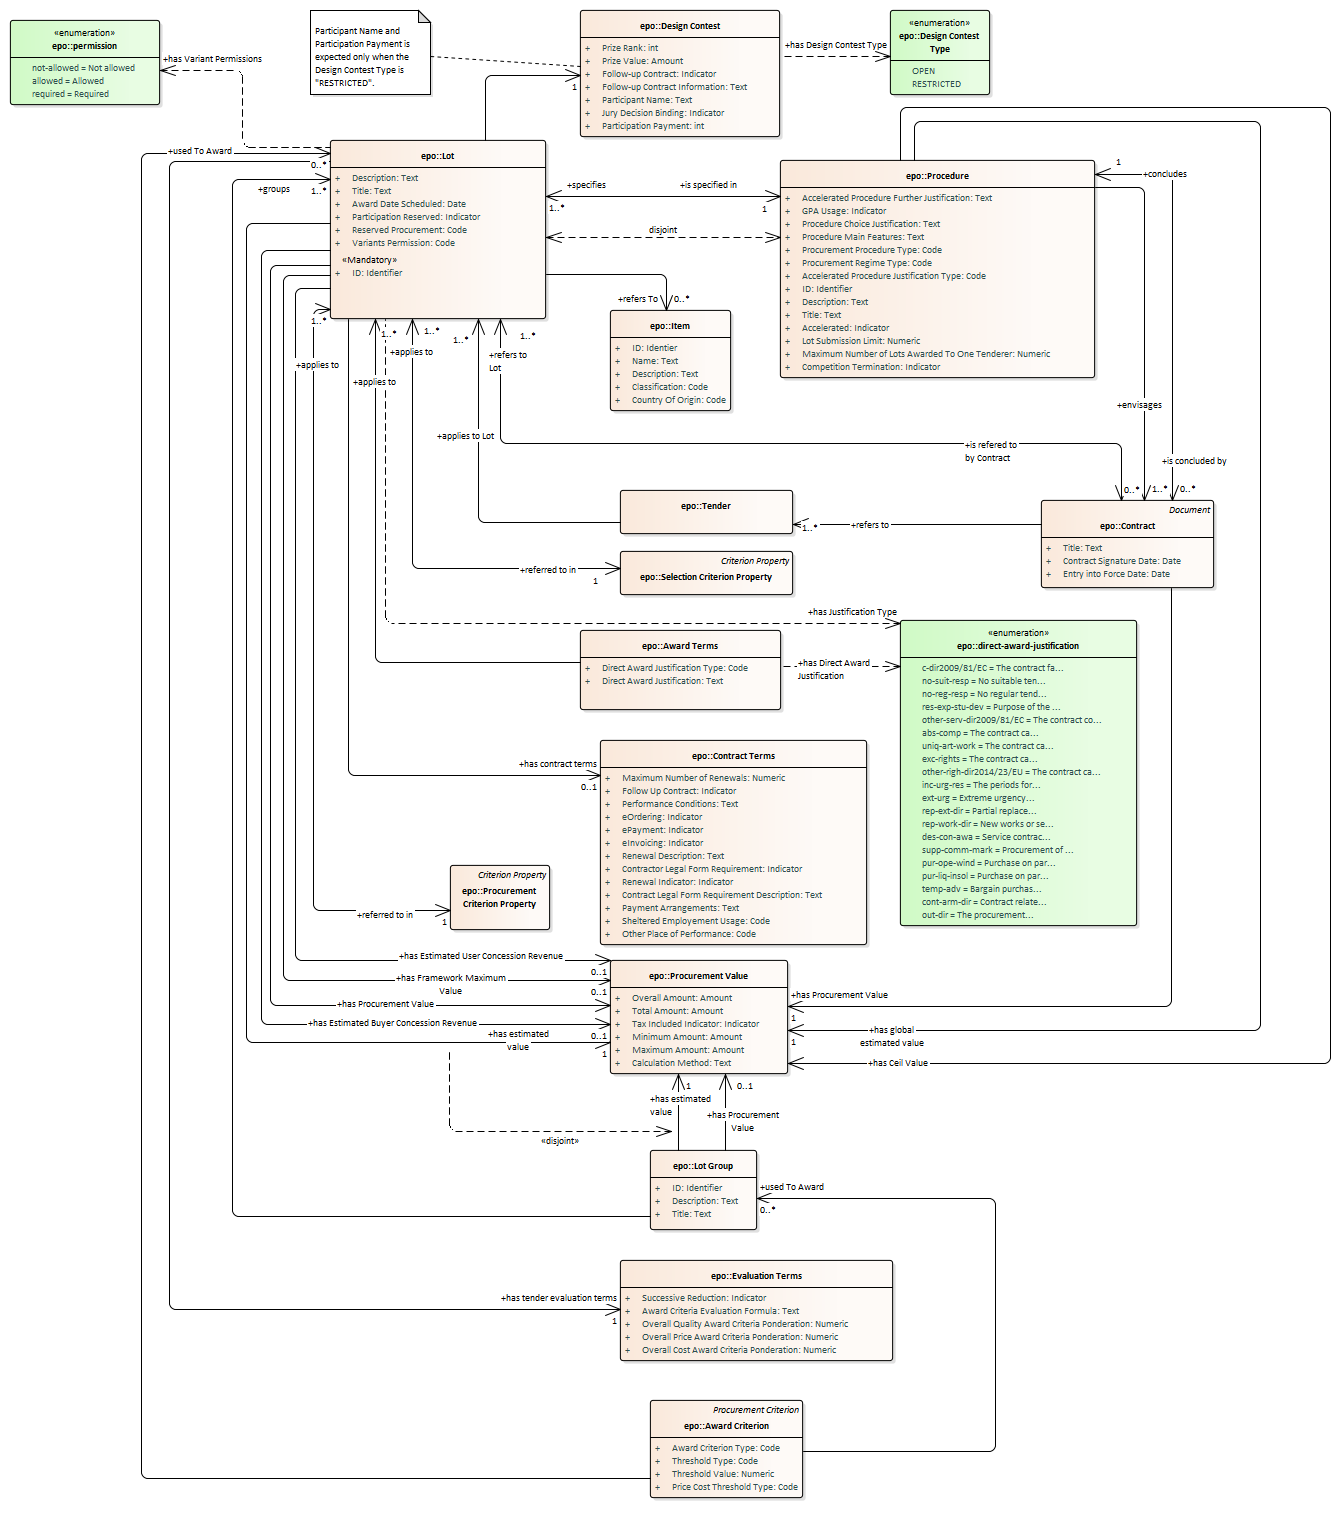 «enumeration»
epo::permission
not-allowed = Not allowed
allowed = Allowed
required = Required
+has Variant Permissions
Participant Name and
Participation Payment is
expected only when the
Design Contest Type is
"RESTRICTED".
epo::Design Contest
+ Prize Rank: int
+ Prize Value: Amount
+ Follow-up Contract: Indicator
+ Follow-up Contract Information: Text
+ Participant Name: Text
+ Jury Decision Binding: Indicator
+ Participation Payment: int
1
+has Design Contest Type
«enumeration»
epo::Design Contest
Type
OPEN
RESTRICTED
+used To Award
0..*
+groups
1..*
epo::Lot
+ Description: Text
+ Title: Text
+ Award Date Scheduled: Date
+ Participation Reserved: Indicator
+ Reserved Procurement: Code
+ Variants Permission: Code
«Mandatory»
+ ID: Identifier
+specifies
+is specified in
1..*
1
disjoint
epo::Procedure
+ Accelerated Procedure Further Justification: Text
+ GPA Usage: Indicator
+ Procedure Choice Justification: Text
+ Procedure Main Features: Text
+ Procurement Procedure Type: Code
+ Procurement Regime Type: Code
+ Accelerated Procedure Justification Type: Code
+ ID: Identifier
+ Description: Text
+ Title: Text
+ Accelerated: Indicator
+ Lot Submission Limit: Numeric
+ Maximum Number of Lots Awarded To One Tenderer: Numeric
+ Competition Termination: Indicator
1
+concludes
+refers To
0..*
epo::Item
+ ID: Identier
+ Name: Text
+ Description: Text
+ Classification: Code
+ Country Of Origin: Code
1..*
+applies to
1..*
+applies to
1..*
+applies to
1..*
+applies to Lot
1..*
+refers to
Lot
+is refered to
by Contract
+envisages
+is concluded by
0..*
1..*
0..*
epo::Tender
1..*
+refers to
Document
epo::Contract
+ Title: Text
+ Contract Signature Date: Date
+ Entry into Force Date: Date
+referred to in
1
Criterion Property
epo::Selection Criterion Property
+has Justification Type
epo::Award Terms
+ Direct Award Justification Type: Code
+ Direct Award Justification: Text
+has Direct Award
Justification
«enumeration»
epo::direct-award-justification
c-dir2009/81/EC = The contract fa...
no-suit-resp = No suitable ten...
no-reg-resp = No regular tend...
res-exp-stu-dev = Purpose of the ...
other-serv-dir2009/81/EC = The contract co...
abs-comp = The contract ca...
uniq-art-work = The contract ca...
exc-rights = The contract ca...
other-righ-dir2014/23/EU = The contract ca...
inc-urg-res = The periods for...
ext-urg = Extreme urgency...
rep-ext-dir = Partial replace...
rep-work-dir = New works or se...
des-con-awa = Service contrac...
supp-comm-mark = Procurement of ...
pur-ope-wind = Purchase on par...
pur-liq-insol = Purchase on par...
temp-adv = Bargain purchas...
cont-arm-dir = Contract relate...
out-dir = The procurement...
+has contract terms
0..1
epo::Contract Terms
+ Maximum Number of Renewals: Numeric
+ Follow Up Contract: Indicator
+ Performance Conditions: Text
+ eOrdering: Indicator
+ ePayment: Indicator
+ eInvoicing: Indicator
+ Renewal Description: Text
+ Contractor Legal Form Requirement: Indicator
+ Renewal Indicator: Indicator
+ Contract Legal Form Requirement Description: Text
+ Payment Arrangements: Text
+ Sheltered Employement Usage: Code
+ Other Place of Performance: Code
+referred to in
1
Criterion Property
epo::Procurement
Criterion Property
+has Estimated User Concession Revenue
0..1
+has Framework Maximum
Value
0..1
+has Procurement Value
+has Estimated Buyer Concession Revenue
0..1
+has estimated
value
1
epo::Procurement Value
+ Overall Amount: Amount
+ Total Amount: Amount
+ Tax Included Indicator: Indicator
+ Minimum Amount: Amount
+ Maximum Amount: Amount
+ Calculation Method: Text
+has Procurement Value
1
+has global
estimated value
1
+has Ceil Value
1
+has estimated
value
0..1
+has Procurement
Value
«disjoint»
epo::Lot Group
+ ID: Identifier
+ Description: Text
+ Title: Text
+used To Award
0..*
+has tender evaluation terms
1
epo::Evaluation Terms
+ Successive Reduction: Indicator
+ Award Criteria Evaluation Formula: Text
+ Overall Quality Award Criteria Ponderation: Numeric
+ Overall Price Award Criteria Ponderation: Numeric
+ Overall Cost Award Criteria Ponderation: Numeric
Procurement Criterion
epo::Award Criterion
+ Award Criterion Type: Code
+ Threshold Type: Code
+ Threshold Value: Numeric
+ Price Cost Threshold Type: Code